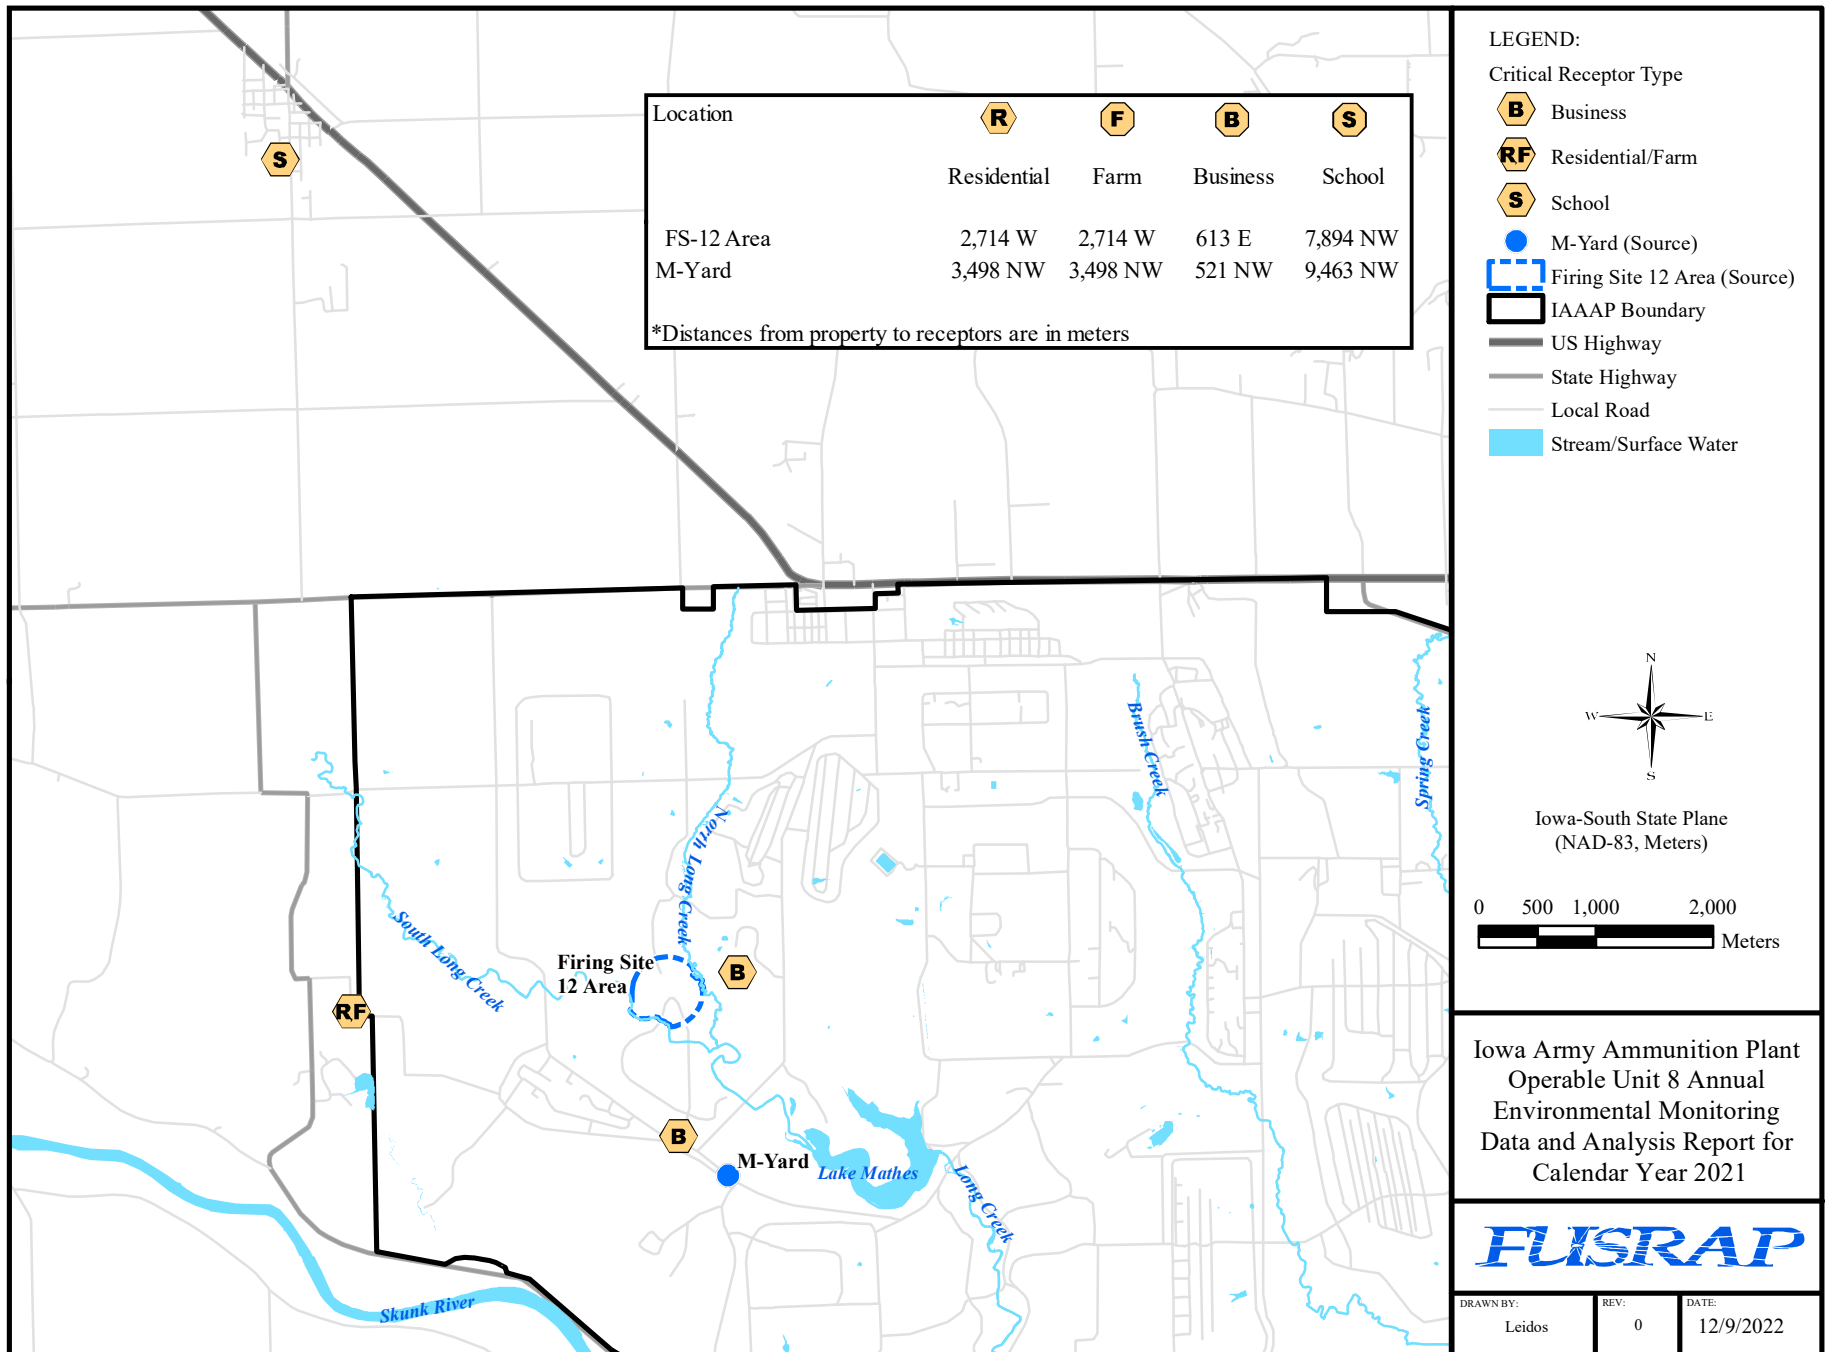 Location R F B S
Residential Farm Business School
FS-12 Area 2,714 W 2,714 W 613 E 7,894 NW
M-Yard 3,498 NW 3,498 NW 521 NW 9,463 NW
*Distances from property to receptors are in meters
S
Brush Creek
Spring Creek
North Long Creek
South Long Creek
Firing Site
12 Area
B
RF
B
M-Yard
Lake Mathes
Long Creek
Skunk River
LEGEND:
Critical Receptor Type
B Business
RF Residential/Farm
S School
M-Yard (Source)
Firing Site 12 Area (Source)
IAAAP Boundary
US Highway
State Highway
Local Road
Stream/Surface Water
N
W E
S
Iowa-South State Plane
(NAD-83, Meters)
0 500 1,000 2,000
Meters
Iowa Army Ammunition Plant
Operable Unit 8 Annual
Environmental Monitoring
Data and Analysis Report for
Calendar Year 2021
FUSRAP
DRAWN BY: REV: DATE:
Leidos 0 12/9/2022